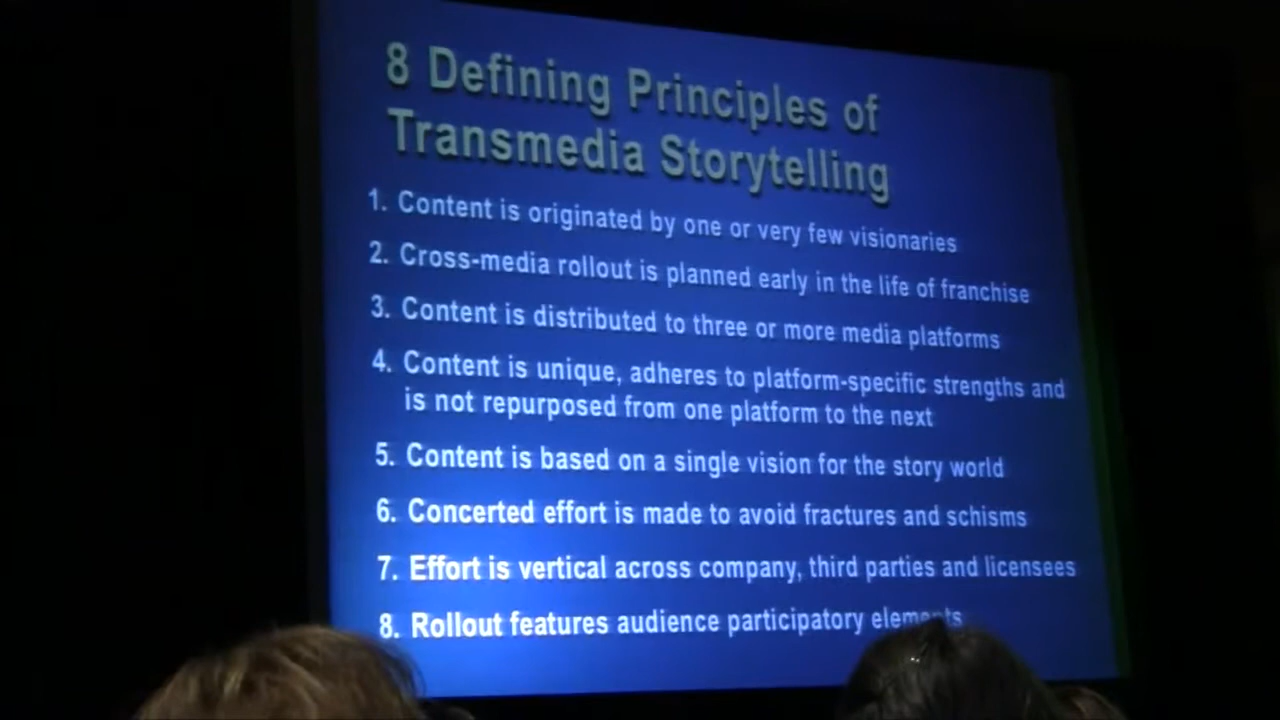 8 Defining Principles of
Transmedia Storytelling
1. Content is originated by one or very few visionaries
2. Cross-media rollout is planned early in the life of franchise
3. Content is distributed to three or more media platforms
4. Content is unique, adheres to platform-specific strengths and
is not repurposed from one platform to the next
5. Content is based on a single vision for the story world
6. Concerted effort is made to avoid fractures and schisms
7. Effort is vertical across company, third parties and licensees
8. Rollout features audience participatory elements